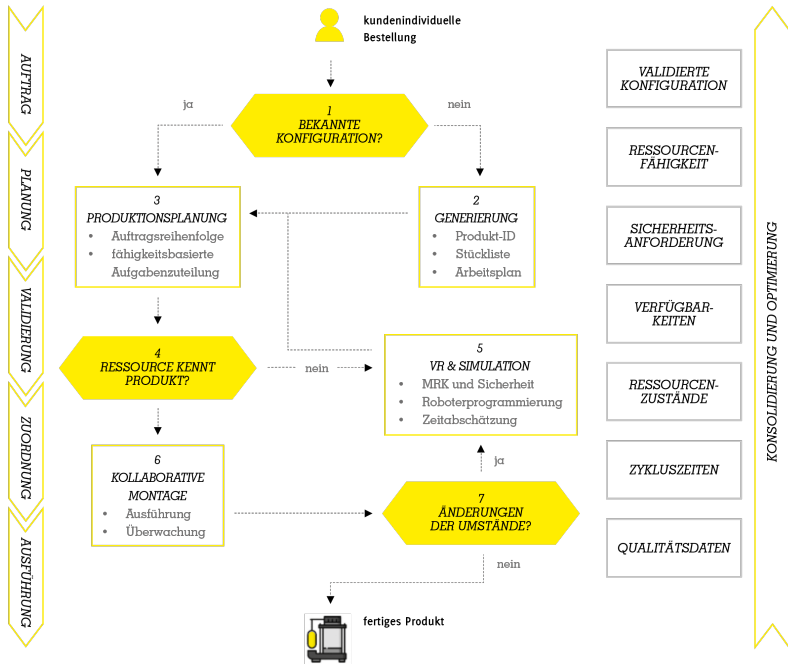 kundenindividuelle
Bestellung
AUFTRAG
PLANUNG
VALIDIERUNG
ZUORDNUNG
AUSFÜHRUNG
ja
nein
1
BEKANNTE
KONFIGURATION?
3
PRODUKTIONSPLANUNG
• Auftragsreihenfolge
• fähigkeitsbasierte
Aufgabenzuteilung
2
GENERIERUNG
• Produkt-ID
• Stückliste
• Arbeitsplan
4
RESSOURCE KENNT
PRODUKT?
nein
5
VR & SIMULATION
• MRK und Sicherheit
• Roboterprogrammierung
• Zeitabschätzung
6
KOLLABORATIVE
MONTAGE
• Ausführung
• Überwachung
ja
7
ÄNDERUNGEN
DER UMSTÄNDE?
nein
fertiges Produkt
VALIDIERTE
KONFIGURATION
RESSOURCEN-
FÄHIGKEIT
SICHERHEITS-
ANFORDERUNG
VERFÜGBAR-
KEITEN
RESSOURCEN-
ZUSTÄNDE
ZYKLUSZEITEN
QUALITÄTSDATEN
KONSOLIDIERUNG UND OPTIMIERUNG